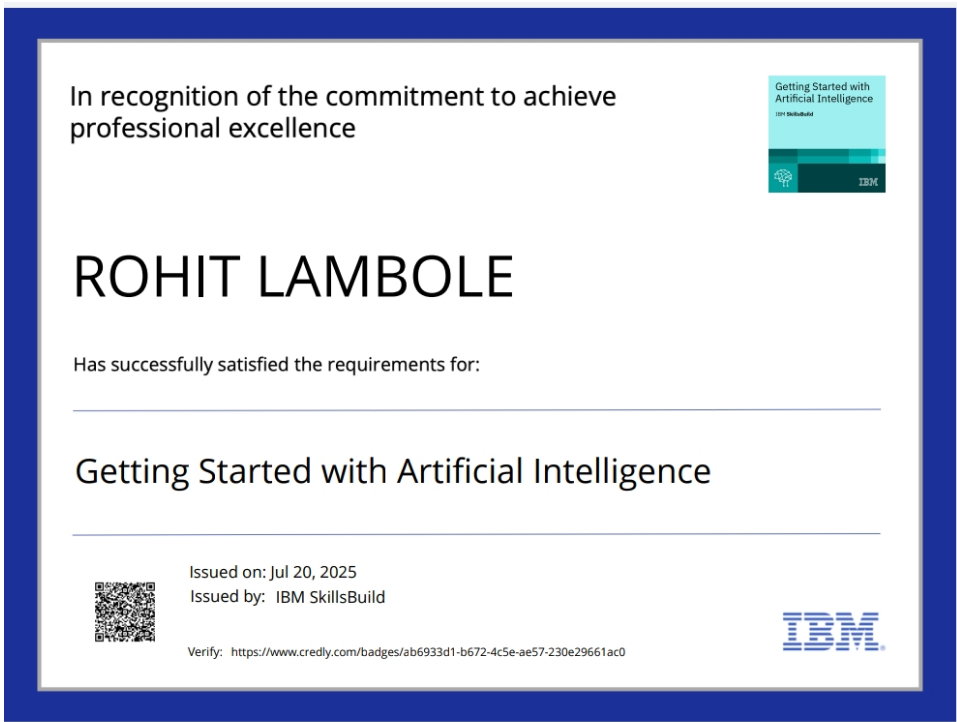 In recognition of the commitment to achieve
professional excellence
Getting Started with
Artificial Intelligence
IBM SkillsBuild
IBM
ROHIT LAMBOLE
Has successfully satisfied the requirements for:
Getting Started with Artificial Intelligence
Issued on: Jul 20, 2025
Issued by: IBM SkillsBuild
Verify: https://www.credly.com/badges/ab6933d1-b672-4c5e-ae57-230e29661ac0
IBM®